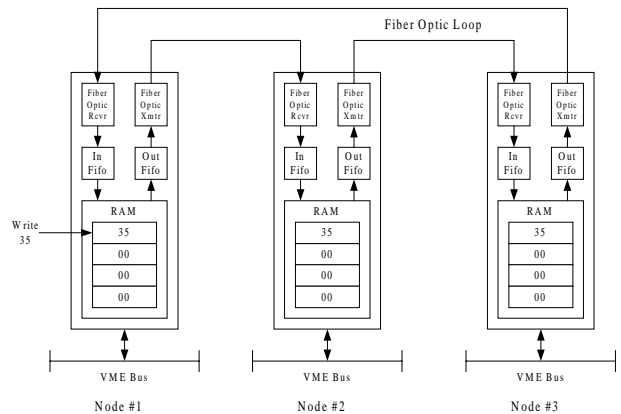 Fiber Optic Loop
Fiber
Optic
Rcvr
Fiber
Optic
Xmtr
In
Fifo
Out
Fifo
RAM
35
00
00
00
Write
35
VME Bus
Node #1
Fiber
Optic
Rcvr
Fiber
Optic
Xmtr
In
Fifo
Out
Fifo
RAM
35
00
00
00
VME Bus
Node #2
Fiber
Optic
Rcvr
Fiber
Optic
Xmtr
In
Fifo
Out
Fifo
RAM
35
00
00
00
VME Bus
Node #3